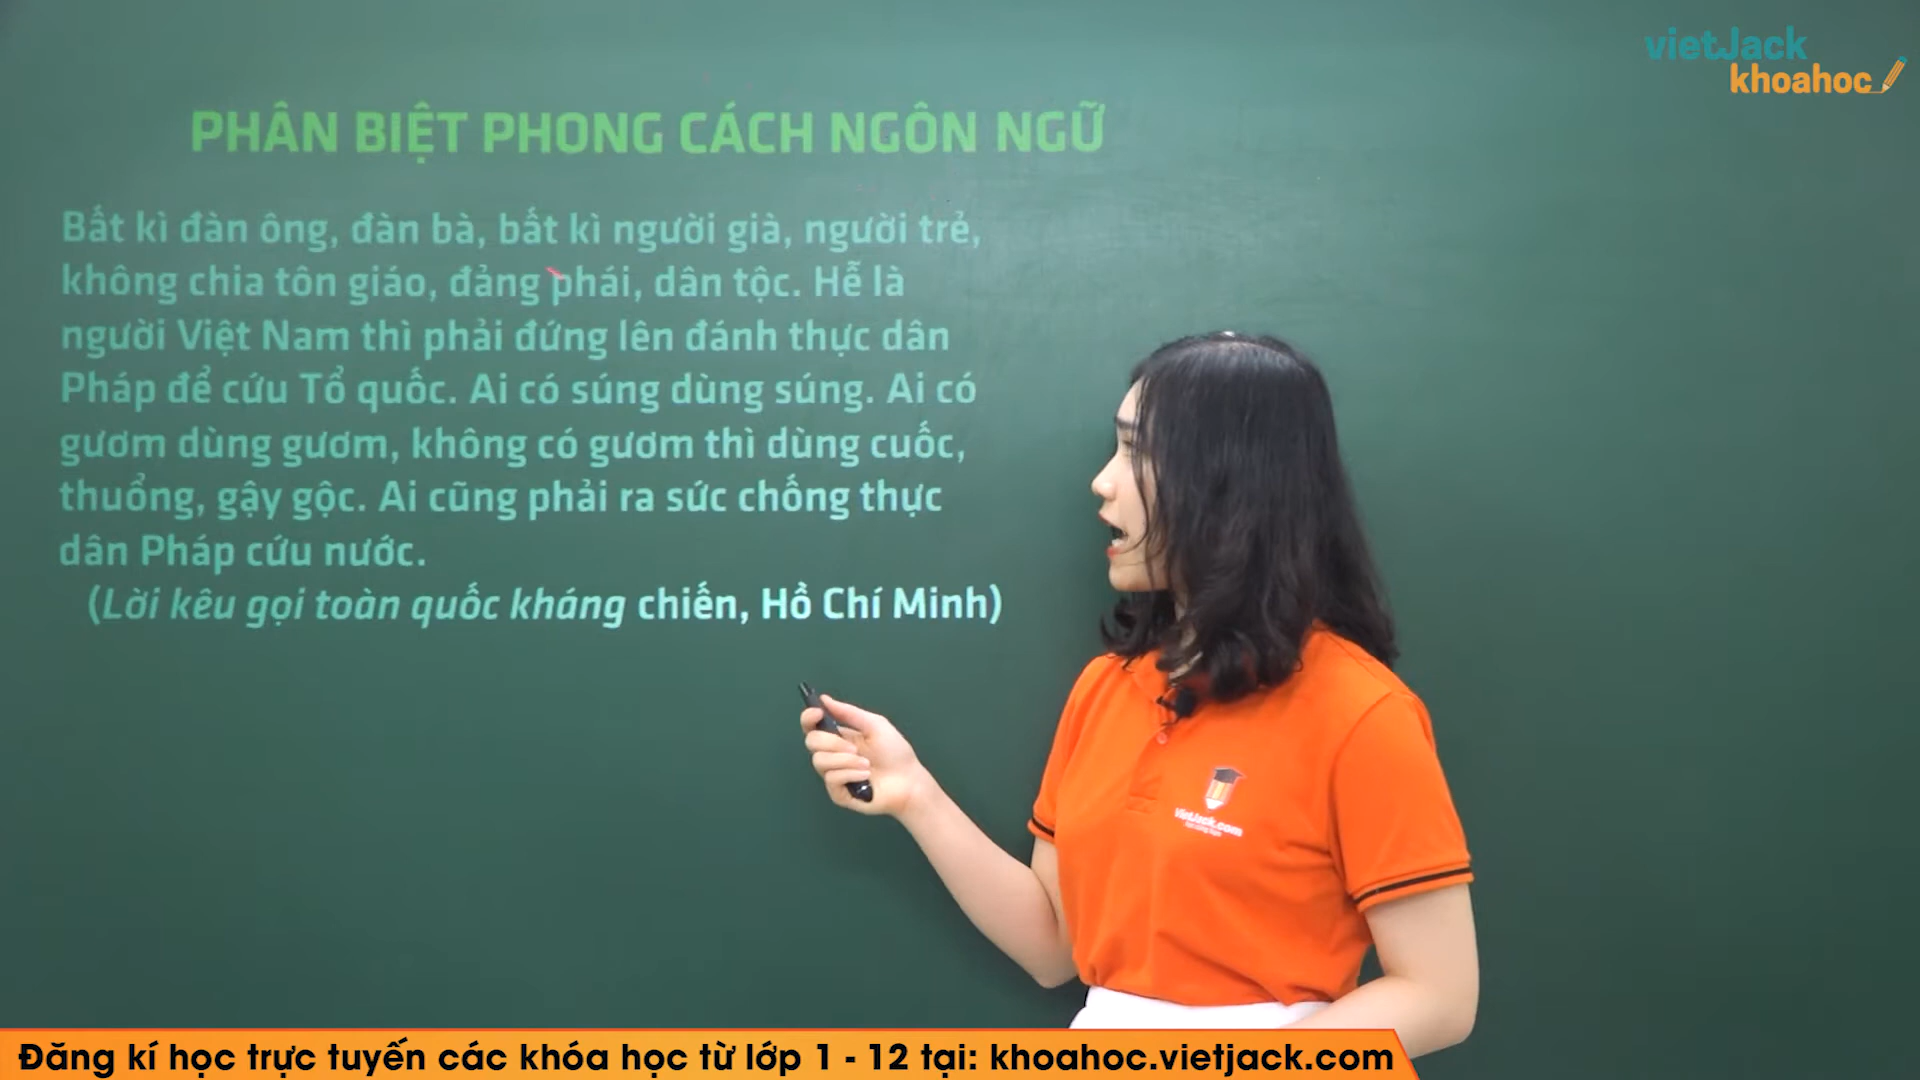 vietJack
khoahoc
PHÂN BIỆT PHONG CÁCH NGÔN NGỮ
Bất kì đàn ông, đàn bà, bất kì người già, người trẻ,
không chia tôn giáo, đảng phái, dân tộc. Hễ là
người Việt Nam thì phải đứng lên đánh thực dân
Pháp để cứu Tổ quốc. Ai có súng dùng súng. Ai có
gươm dùng gươm, không có gươm thì dùng cuốc,
thuổng, gậy gộc. Ai cũng phải ra sức chống thực
dân Pháp cứu nước.
(Lời kêu gọi toàn quốc kháng chiến, Hồ Chí Minh)
VietJack.com
Đăng kí học trực tuyến các khóa học từ lớp 1 - 12 tại: khoahoc.vietjack.com